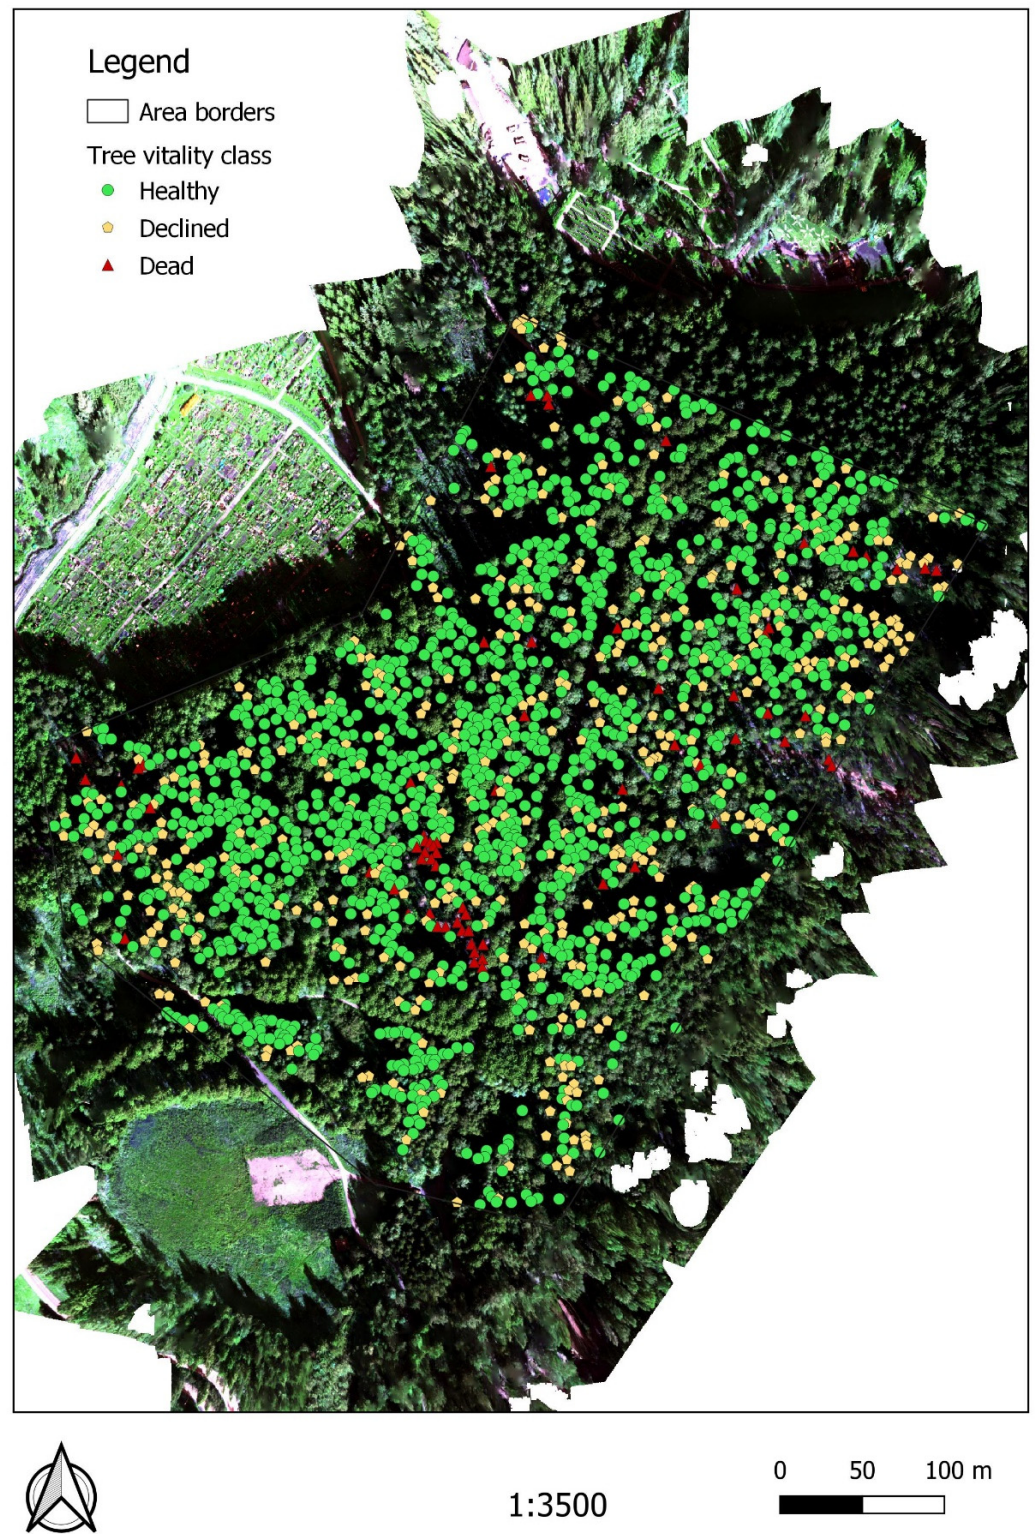 Legend
Area borders
Tree vitality class
Healthy
Declined
Dead
1:3500
0 50 100 m